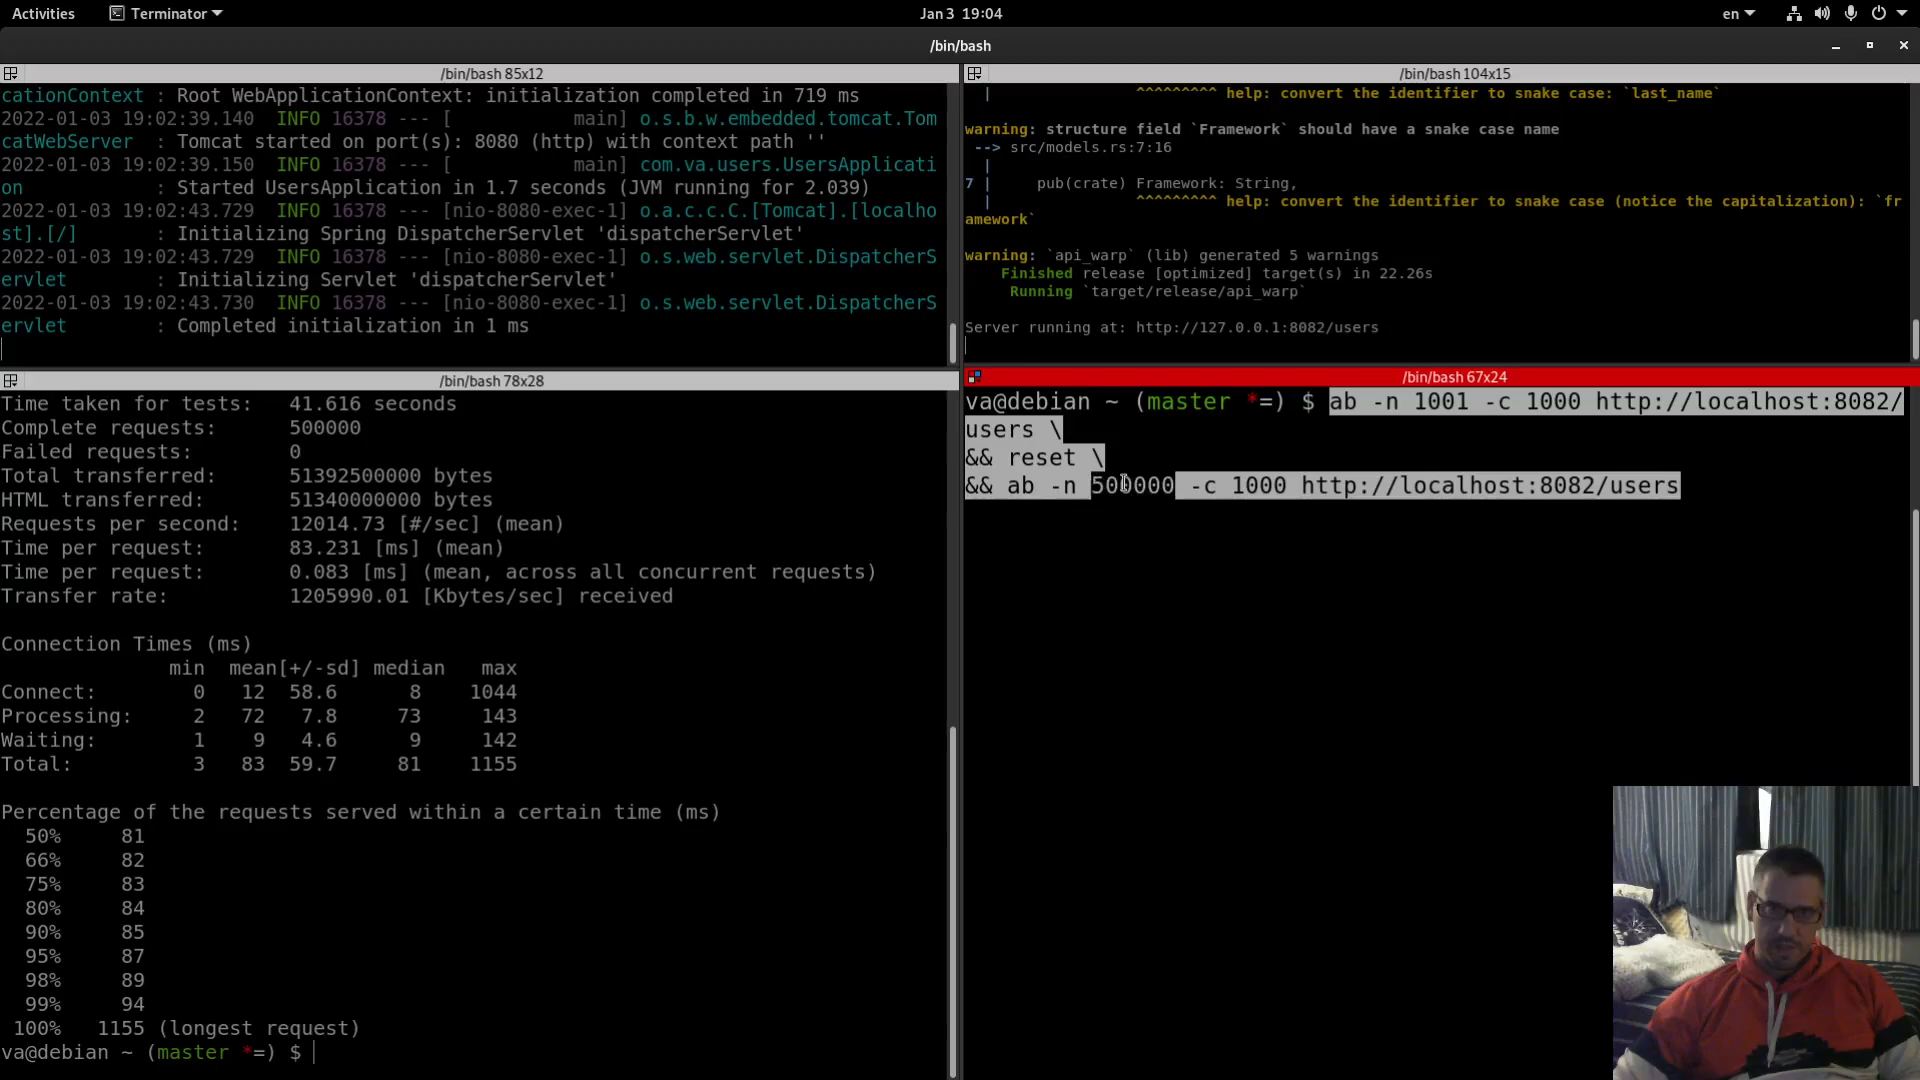 Activities Terminator Jan 3 19:04 en
/bin/bash
/bin/bash 85x12
cationContext : Root WebApplicationContext: initialization completed in 719 ms
2022-01-03 19:02:39.140  INFO 16378 --- [           main] o.s.b.w.embedded.tomcat.Tom
catWebServer  : Tomcat started on port(s): 8080 (http) with context path ''
2022-01-03 19:02:39.150  INFO 16378 --- [           main] com.va.users.UsersApplicati
on            : Started UsersApplication in 1.7 seconds (JVM running for 2.039)
2022-01-03 19:02:43.729  INFO 16378 --- [nio-8080-exec-1] o.a.c.c.C.[Tomcat].[localho
st].[/]       : Initializing Spring DispatcherServlet 'dispatcherServlet'
2022-01-03 19:02:43.729  INFO 16378 --- [nio-8080-exec-1] o.s.web.servlet.DispatcherS
ervlet        : Initializing Servlet 'dispatcherServlet'
2022-01-03 19:02:43.730  INFO 16378 --- [nio-8080-exec-1] o.s.web.servlet.DispatcherS
ervlet        : Completed initialization in 1 ms
/bin/bash 104x15
  |                ^^^^^^^^^ help: convert the identifier to snake case: `last_name`
warning: structure field `Framework` should have a snake case name
 --> src/models.rs:7:16
  |
7 |     pub(crate) Framework: String,
  |                ^^^^^^^^^ help: convert the identifier to snake case (notice the capitalization): `fr
amework`
warning: `api_warp` (lib) generated 5 warnings
    Finished release [optimized] target(s) in 22.26s
     Running `target/release/api_warp`
Server running at: http://127.0.0.1:8082/users
/bin/bash 78x28
Time taken for tests:   41.616 seconds
Complete requests:      500000
Failed requests:        0
Total transferred:      51392500000 bytes
HTML transferred:       51340000000 bytes
Requests per second:    12014.73 [#/sec] (mean)
Time per request:       83.231 [ms] (mean)
Time per request:       0.083 [ms] (mean, across all concurrent requests)
Transfer rate:          1205990.01 [Kbytes/sec] received
Connection Times (ms)
              min  mean[+/-sd] median   max
Connect:        0   12  58.6      8    1044
Processing:     2   72   7.8     73     143
Waiting:        1    9   4.6      9     142
Total:          3   83  59.7     81    1155
Percentage of the requests served within a certain time (ms)
  50%     81
  66%     82
  75%     83
  80%     84
  90%     85
  95%     87
  98%     89
  99%     94
 100%   1155 (longest request)
va@debian ~ (master *=) $
/bin/bash 67x24
va@debian ~ (master *=) $ ab -n 1001 -c 1000 http://localhost:8082/
users \
&& reset \
&& ab -n 500000 -c 1000 http://localhost:8082/users